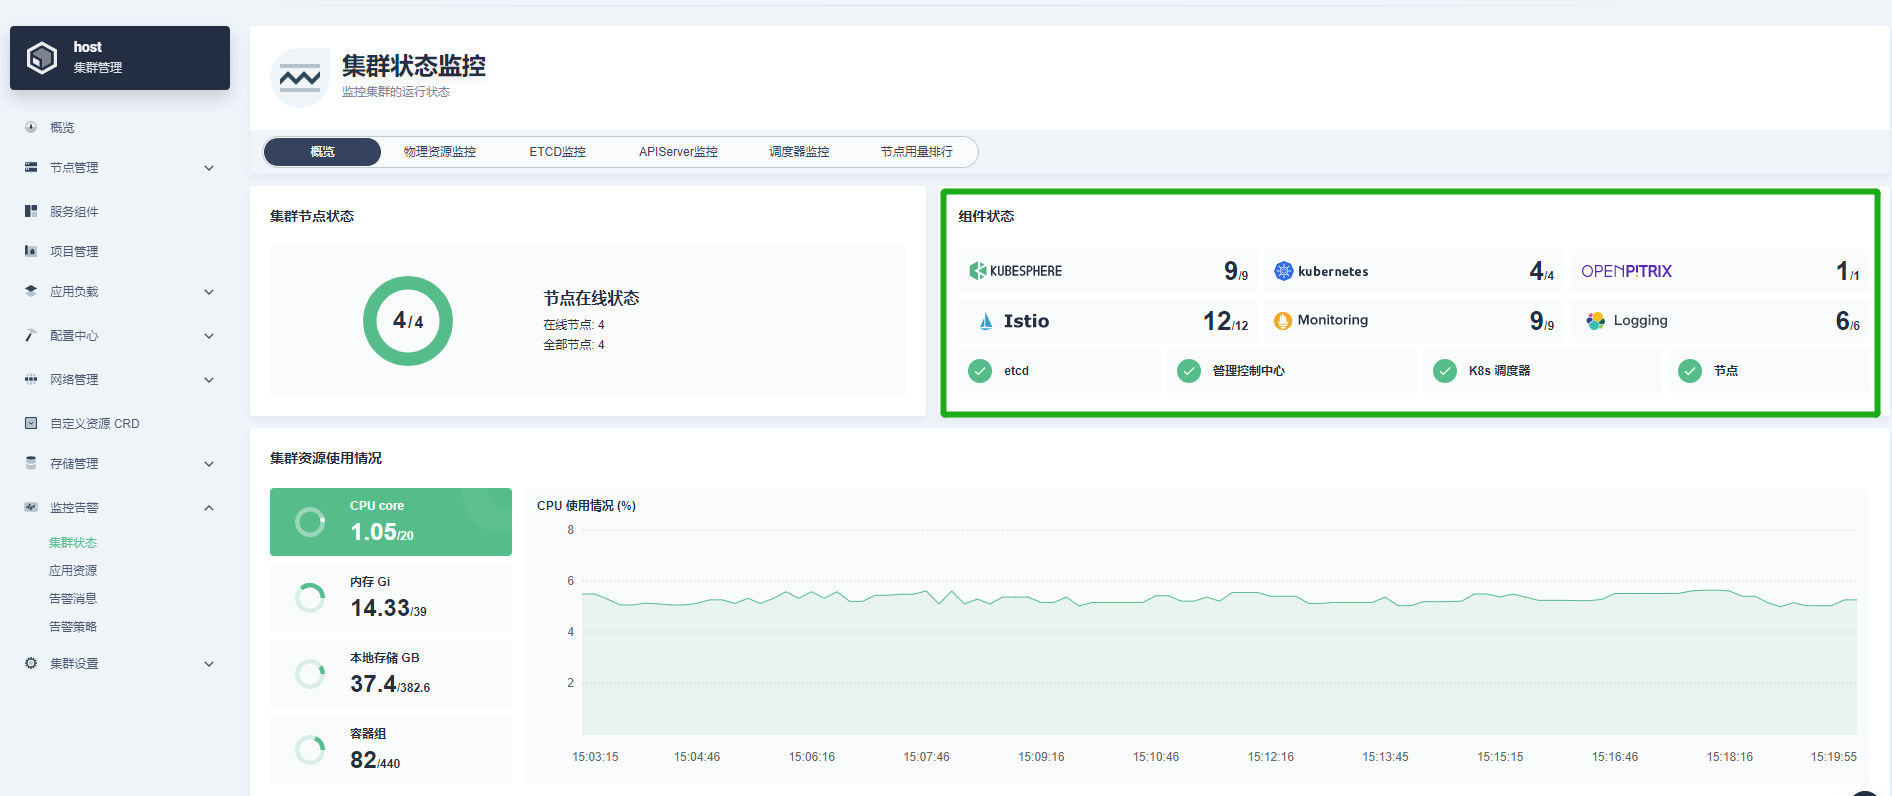 host
集群管理
概览
节点管理
服务组件
项目管理
应用负载
配置中心
网络管理
自定义资源 CRD
存储管理
监控告警
集群状态
应用资源
告警消息
告警策略
集群设置
集群状态监控
监控集群的运行状态
概览
物理资源监控
ETCD监控
APIServer监控
调度器监控
节点用量排行
集群节点状态
4/4
节点在线状态
在线节点: 4
全部节点: 4
组件状态
KUBESPHERE 9/9
kubernetes 4/4
OPENPITRIX 1/1
Istio 12/12
Monitoring 9/9
Logging 6/6
etcd
管理控制中心
K8s 调度器
节点
集群资源使用情况
CPU core
1.05/20
内存 Gi
14.33/39
本地存储 GB
37.4/382.6
容器组
82/440
CPU 使用情况 (%)
8
6
4
2
15:03:15 15:04:46 15:06:16 15:07:46 15:09:16 15:10:46 15:12:16 15:13:45 15:15:15 15:16:46 15:18:16 15:19:55